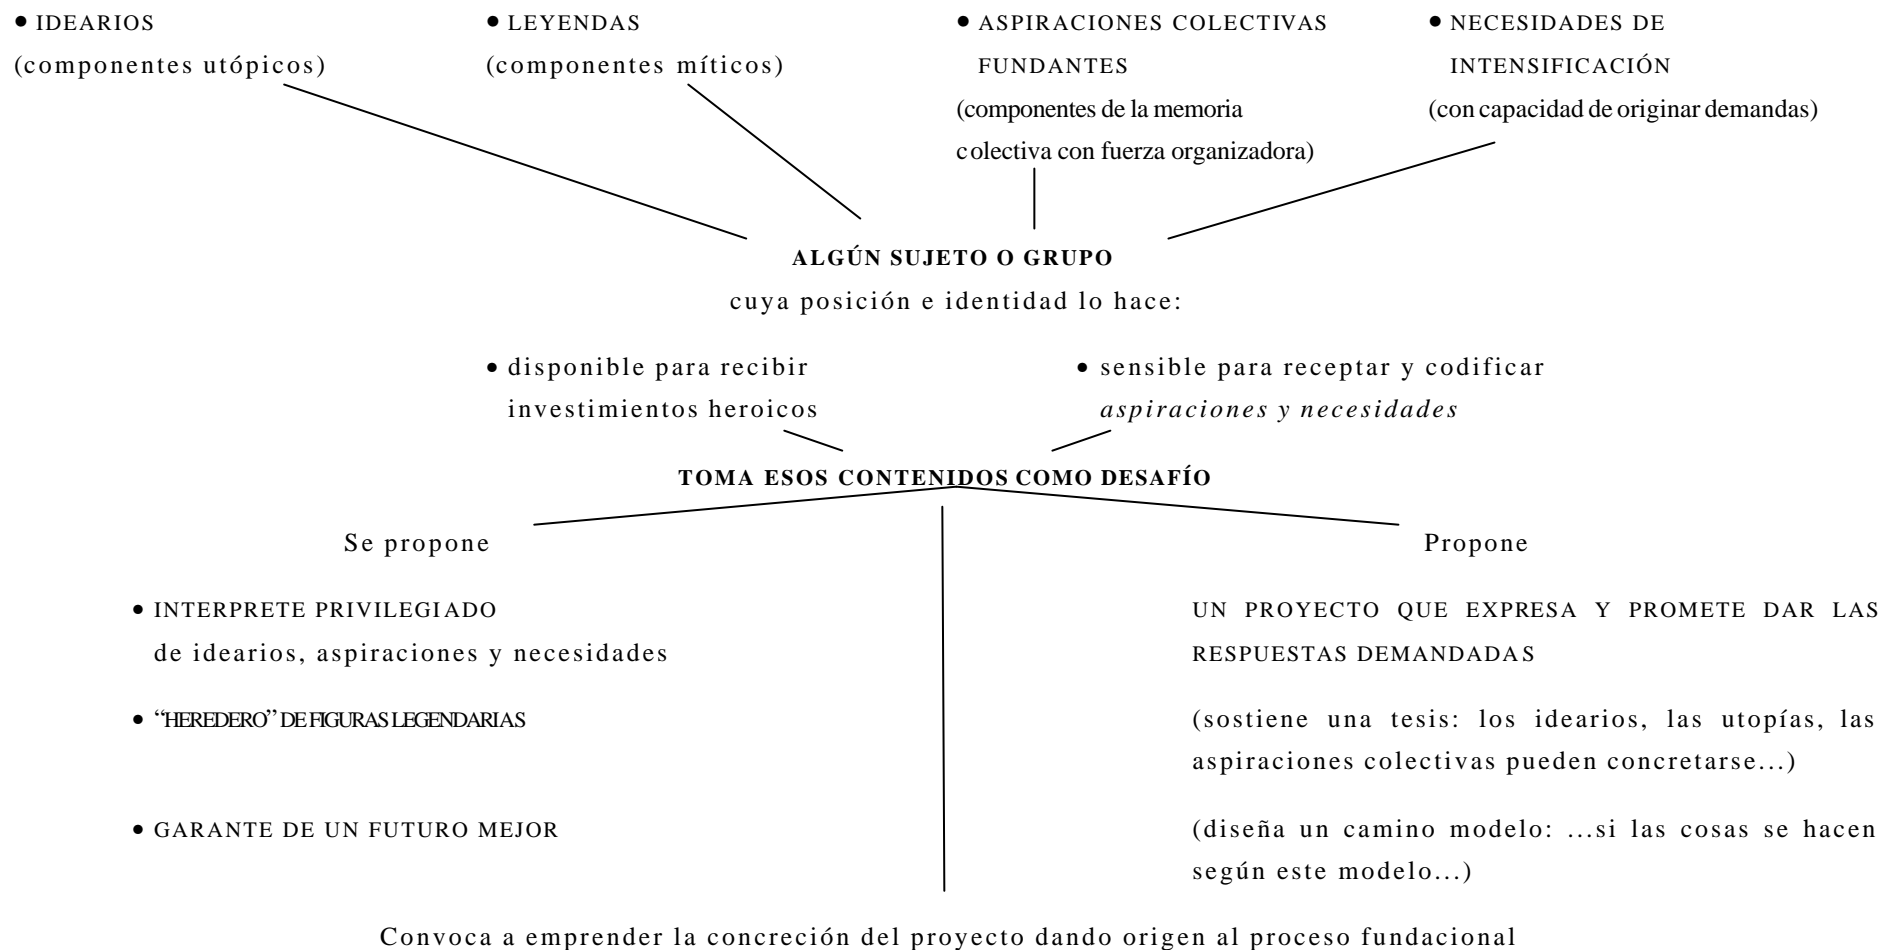 • IDEARIOS
(componentes utópicos)
• LEYENDAS
(componentes míticos)
• ASPIRACIONES COLECTIVAS
FUNDANTES
(componentes de la memoria
colectiva con fuerza organizadora)
• NECESIDADES DE
INTENSIFICACIÓN
(con capacidad de originar demandas)
ALGÚN SUJETO O GRUPO
cuya posición e identidad lo hace:
• disponible para recibir
investimientos heroicos
• sensible para receptar y codificar
aspiraciones y necesidades
TOMA ESOS CONTENIDOS COMO DESAFÍO
Se propone
• INTERPRETE PRIVILEGIADO
de idearios, aspiraciones y necesidades
• “HEREDERO” DE FIGURAS LEGENDARIAS
• GARANTE DE UN FUTURO MEJOR
Propone
UN PROYECTO QUE EXPRESA Y PROMETE DAR LAS
RESPUESTAS DEMANDADAS
(sostiene una tesis: los idearios, las utopías, las
aspiraciones colectivas pueden concretarse...)
(diseña un camino modelo: ...si las cosas se hacen
según este modelo...)
Convoca a emprender la concreción del proyecto dando origen al proceso fundacional